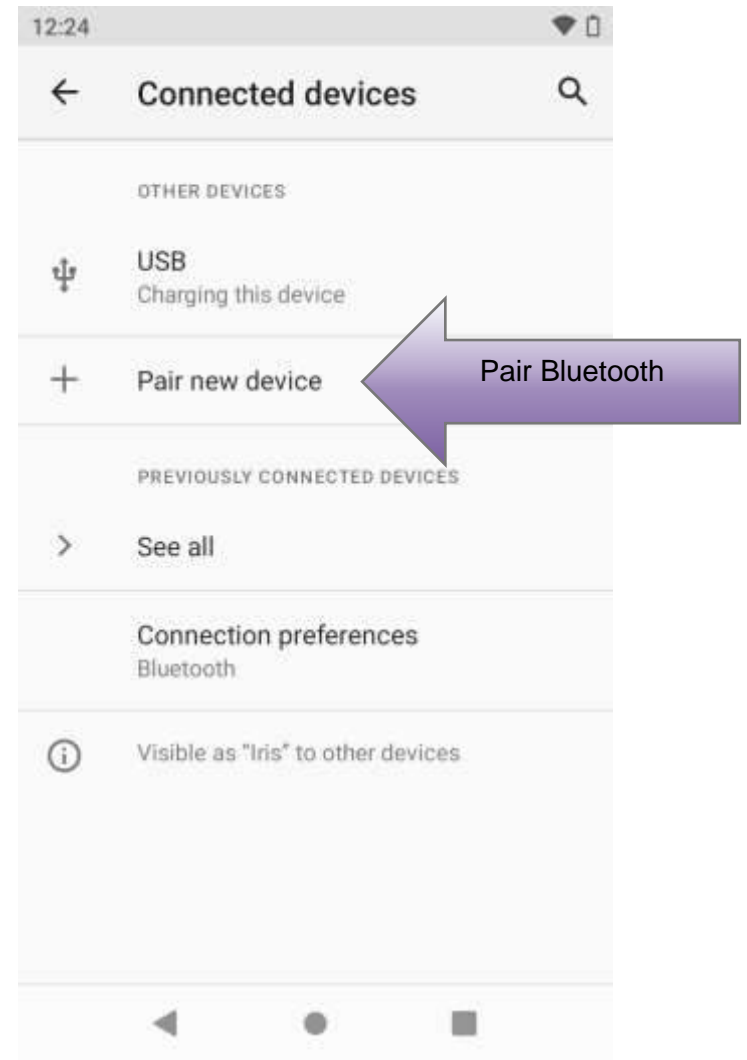 12:24
Connected devices
OTHER DEVICES
USB
Charging this device
Pair new device
Pair Bluetooth
PREVIOUSLY CONNECTED DEVICES
See all
Connection preferences
Bluetooth
Visible as "Iris" to other devices